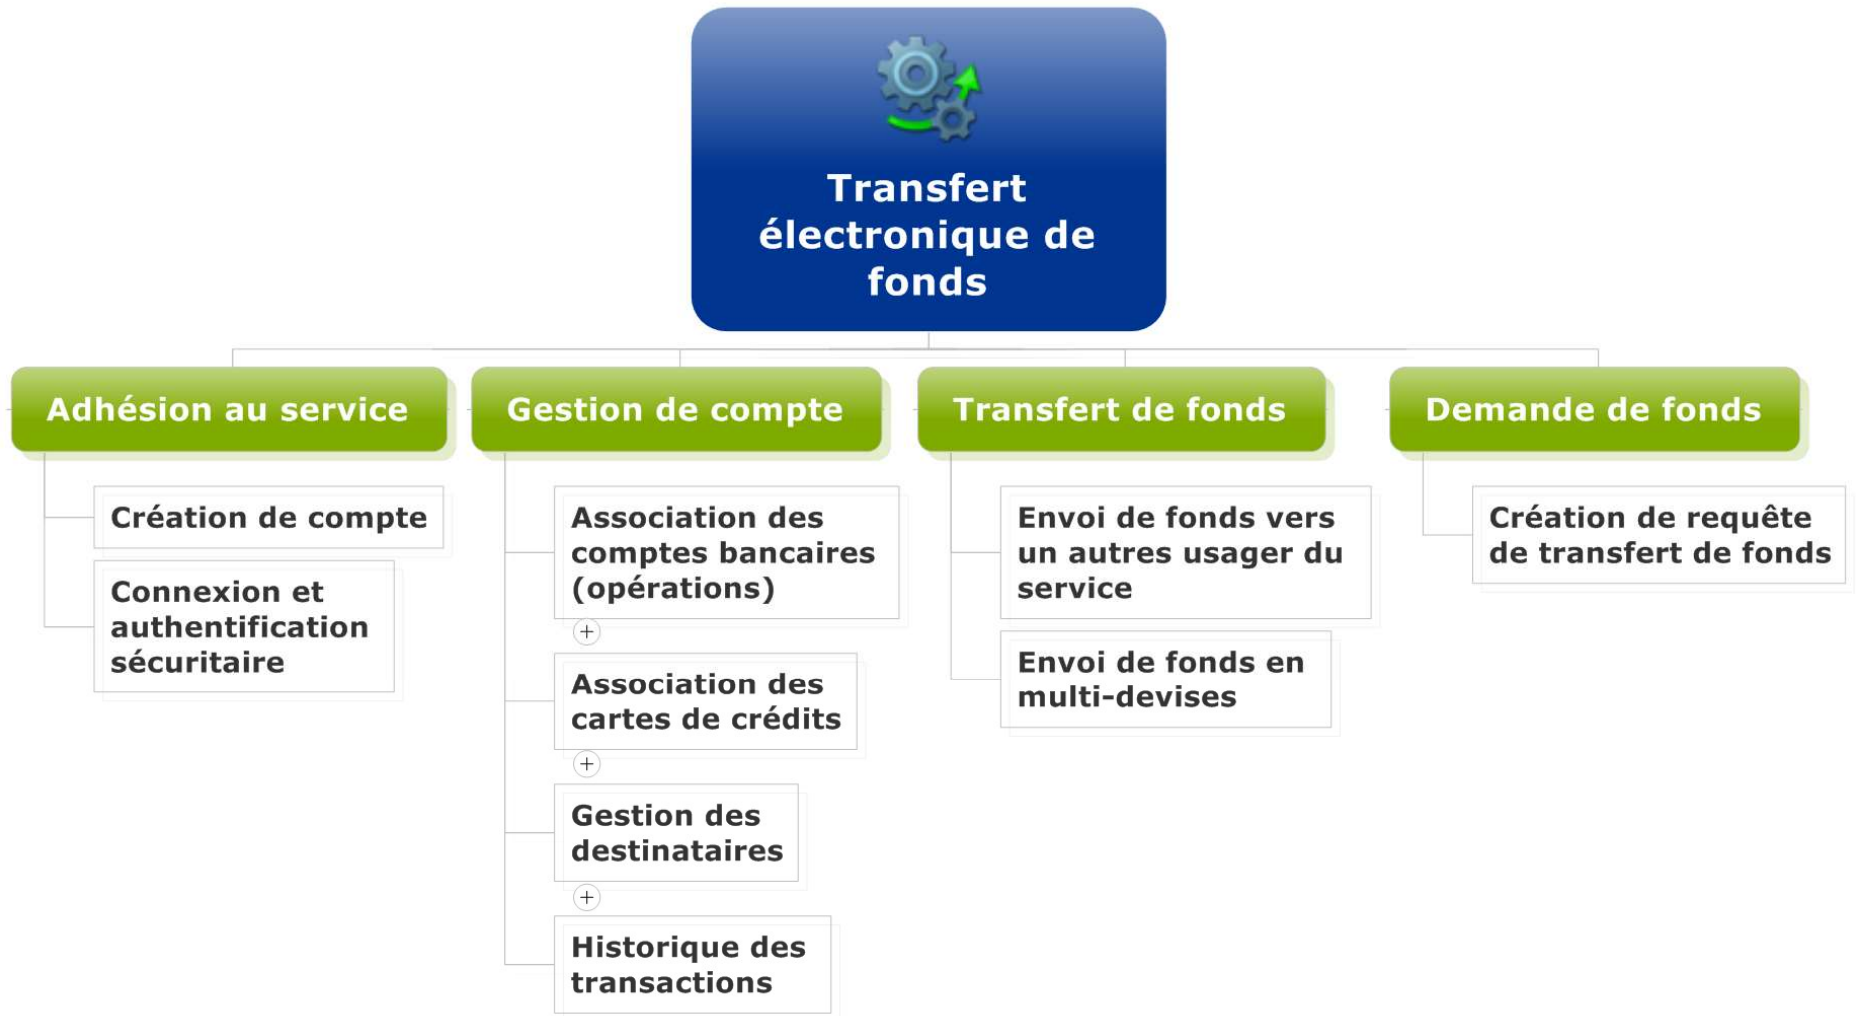 Transfert
électronique de
fonds
Adhésion au service
Création de compte
Connexion et
authentification
sécuritaire
Gestion de compte
Association des
comptes bancaires
(opérations)
Association des
cartes de crédits
Gestion des
destinataires
Historique des
transactions
Transfert de fonds
Envoi de fonds vers
un autres usager du
service
Envoi de fonds en
multi-devises
Demande de fonds
Création de requête
de transfert de fonds